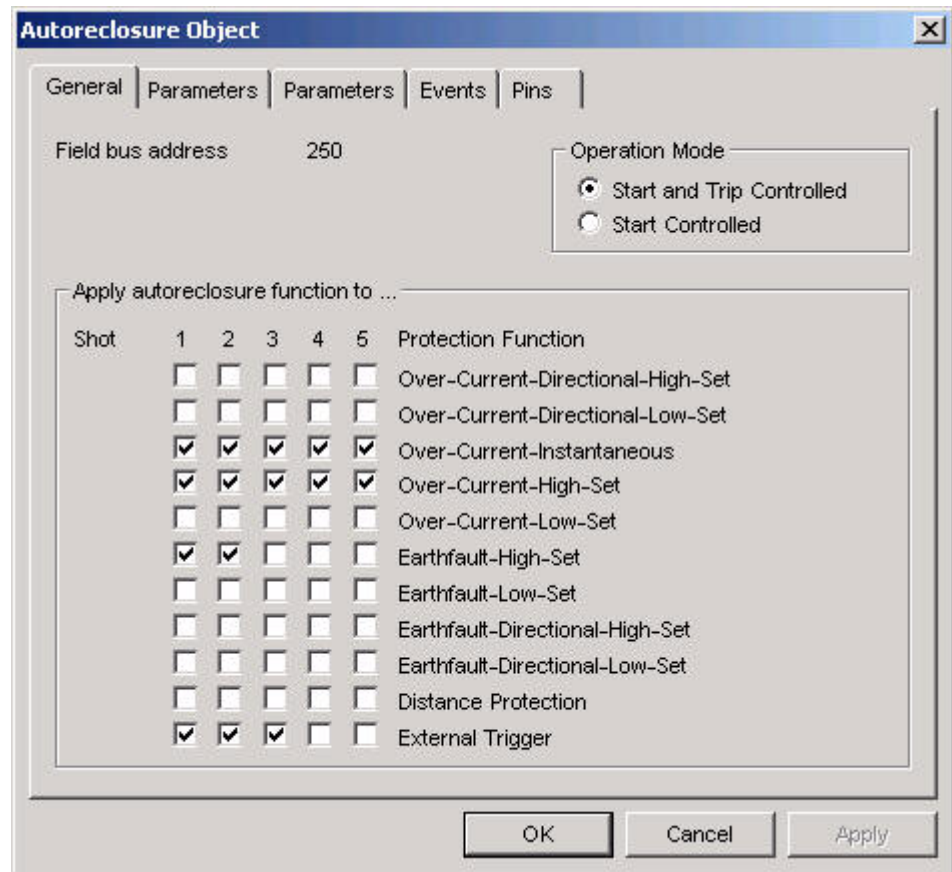 Autoreclosure Object
General Parameters Parameters Events Pins
Field bus address 250
Operation Mode
Start and Trip Controlled
Start Controlled
Apply autoreclosure function to ...
Shot 1 2 3 4 5 Protection Function
Over-Current-Directional-High-Set
Over-Current-Directional-Low-Set
Over-Current-Instantaneous
Over-Current-High-Set
Over-Current-Low-Set
Earthfault-High-Set
Earthfault-Low-Set
Earthfault-Directional-High-Set
Earthfault-Directional-Low-Set
Distance Protection
External Trigger
OK Cancel Apply